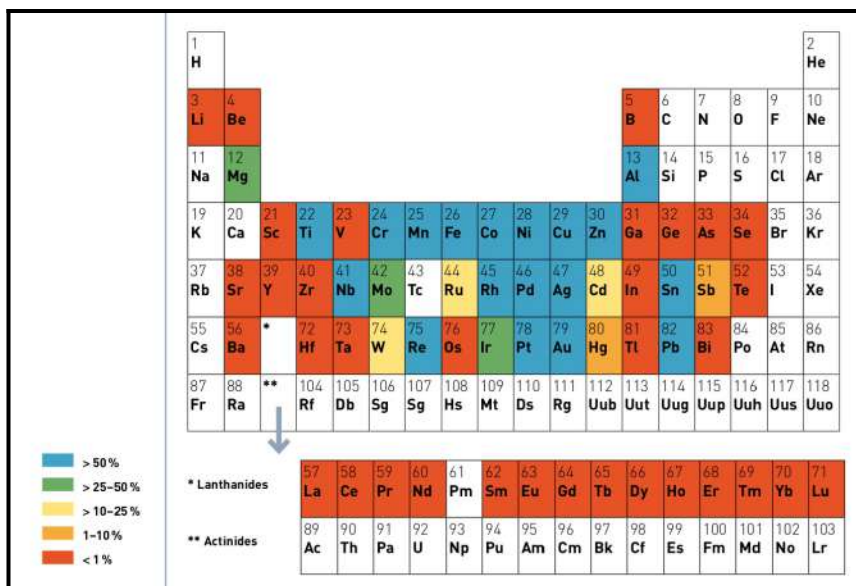 1 2
H He
3 4 5 6 7 8 9 10
Li Be B C N O F Ne
11 12 13 14 15 16 17 18
Na Mg Al Si P S Cl Ar
19 20 21 22 23 24 25 26 27 28 29 30 31 32 33 34 35 36
K Ca Sc Ti V Cr Mn Fe Co Ni Cu Zn Ga Ge As Se Br Kr
37 38 39 40 41 42 43 44 45 46 47 48 49 50 51 52 53 54
Rb Sr Y Zr Nb Mo Tc Ru Rh Pd Ag Cd In Sn Sb Te I Xe
55 56 * 72 73 74 75 76 77 78 79 80 81 82 83 84 85 86
Cs Ba Hf Ta W Re Os Ir Pt Au Hg Tl Pb Bi Po At Rn
87 88 ** 104 105 106 107 108 109 110 111 112 113 114 115 116 117 118
Fr Ra Rf Db Sg Sg Hs Mt Ds Rg Uub Uut Uug Uup Uuh Uus Uuo
> 50 %
> 25–50 %
> 10–25 %
1–10 %
< 1 %
* Lanthanides
57 58 59 60 61 62 63 64 65 66 67 68 69 70 71
La Ce Pr Nd Pm Sm Eu Gd Tb Dy Ho Er Tm Yb Lu
** Actinides
89 90 91 92 93 94 95 96 97 98 99 100 101 102 103
Ac Th Pa U Np Pu Am Cm Bk Cf Es Fm Md No Lr